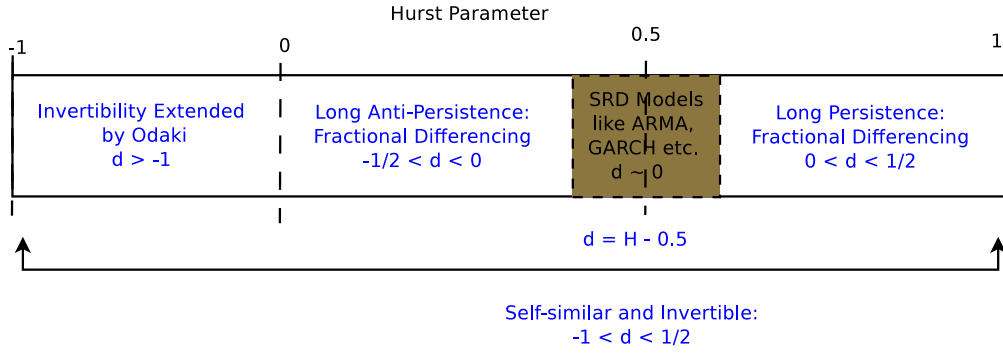 Hurst Parameter
-1
0
0.5
1
Invertibility Extended
by Odaki
d > -1
Long Anti-Persistence:
Fractional Differencing
-1/2 < d < 0
SRD Models
like ARMA,
GARCH etc.
d ~ 0
Long Persistence:
Fractional Differencing
0 < d < 1/2
d = H - 0.5
Self-similar and Invertible:
-1 < d < 1/2